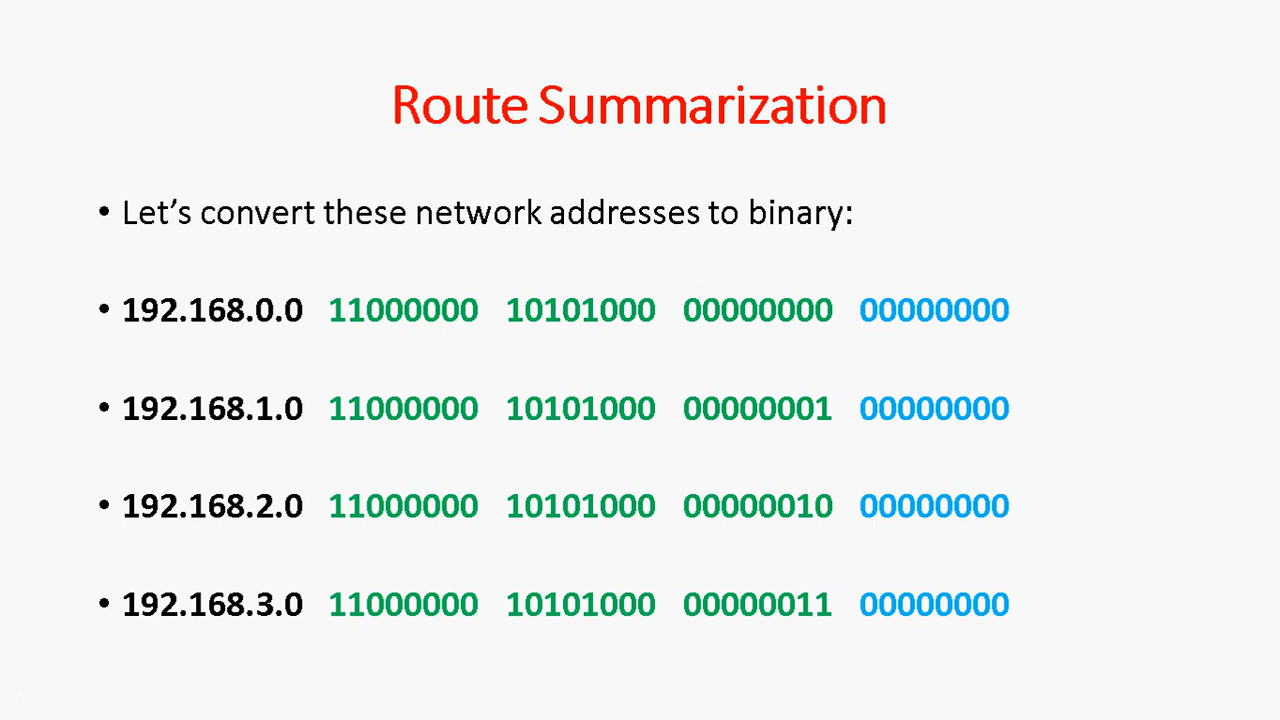 Route Summarization
• Let’s convert these network addresses to binary:
• 192.168.0.0 11000000 10101000 00000000 00000000
• 192.168.1.0 11000000 10101000 00000001 00000000
• 192.168.2.0 11000000 10101000 00000010 00000000
• 192.168.3.0 11000000 10101000 00000011 00000000